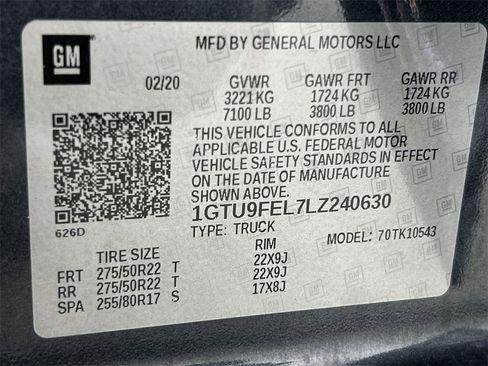 GM
MFD BY GENERAL MOTORS LLC
02/20 GVWR GAWR FRT GAWR RR
3221 KG 1724 KG 1724 KG
7100 LB 3800 LB 3800 LB
THIS VEHICLE CONFORMS TO ALL
APPLICABLE U.S. FEDERAL MOTOR
VEHICLE SAFETY STANDARDS IN EFFECT
ON THE DATE OF MANUFACTURE
SHOWN ABOVE.
1GTU9FEL7LZ240630
626D
TYPE: TRUCK
MODEL: 70TK10543
TIRE SIZE RIM
FRT 275/50R22 T 22X9J
RR 275/50R22 T 22X9J
SPA 255/80R17 S 17X8J